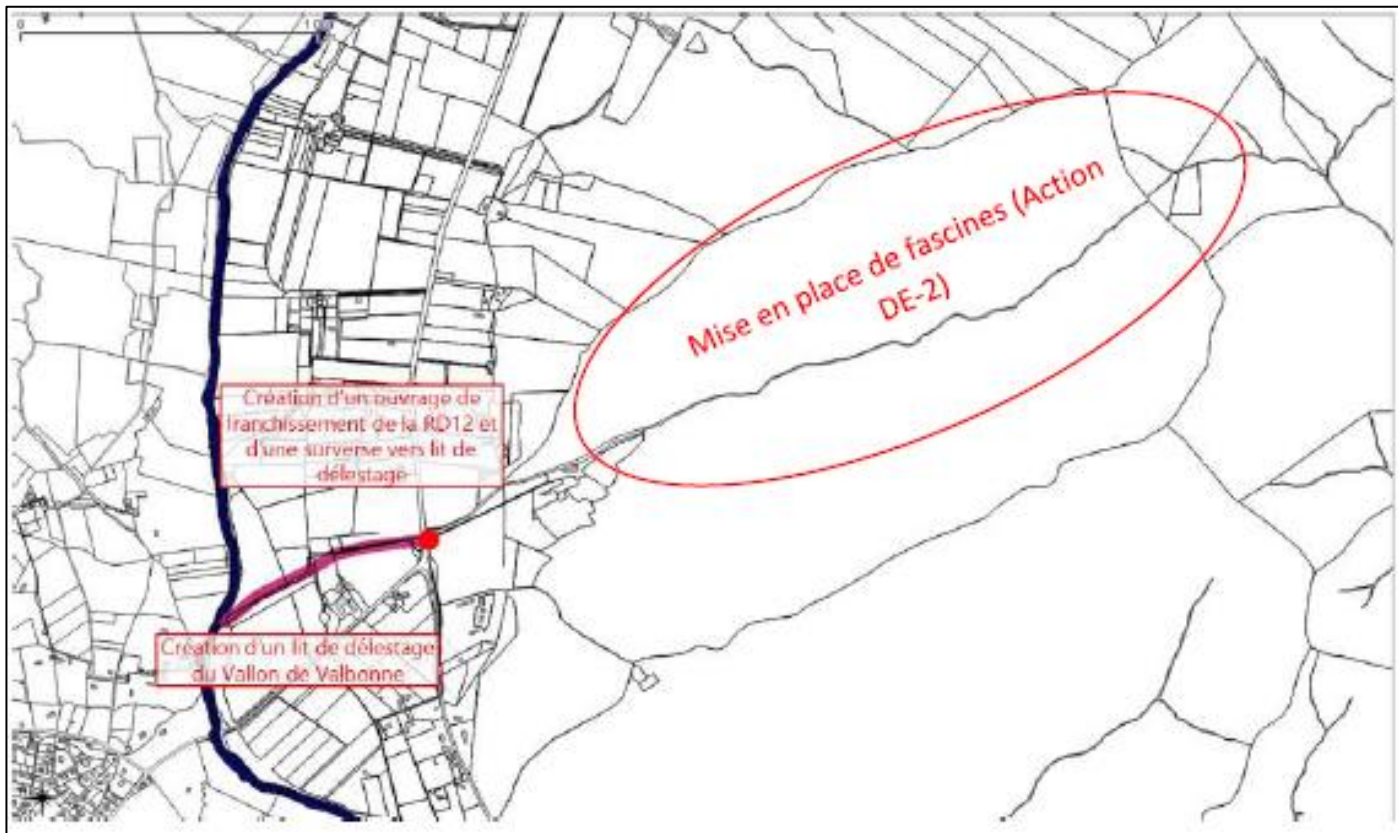 0
Mise en place de fascines (Action
DE-2)
Création d'un ouvrage de
franchissement de la RD12 et
d'une surverse vers lit de
délestage
Création d'un lit de délestage
du Vallon de Valbonne